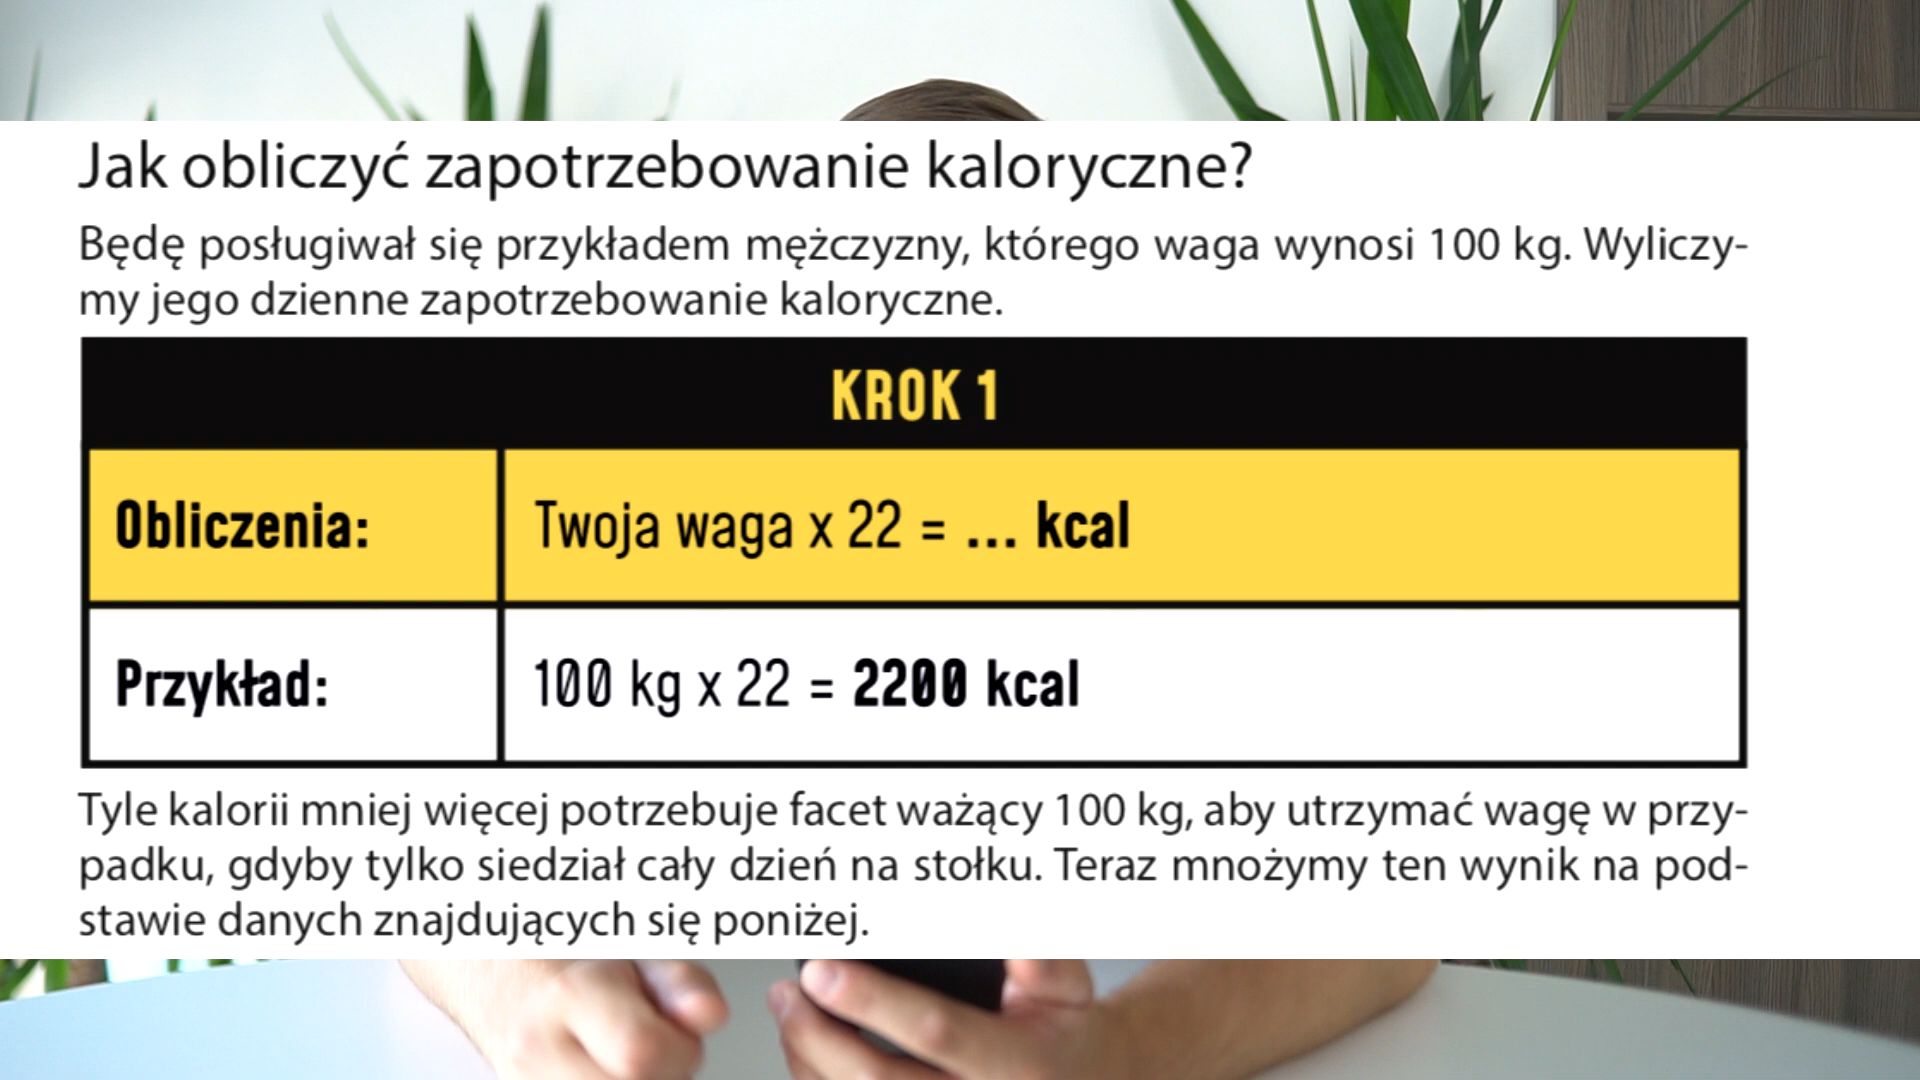 Jak obliczyć zapotrzebowanie kaloryczne?
Będę posługiwał się przykładem mężczyzny, którego waga wynosi 100 kg. Wyliczy-
my jego dzienne zapotrzebowanie kaloryczne.
KROK 1
Obliczenia: Twoja waga x 22 = ... kcal
Przykład: 100 kg x 22 = 2200 kcal
Tyle kalorii mniej więcej potrzebuje facet ważący 100 kg, aby utrzymać wagę w przy-
padku, gdyby tylko siedział cały dzień na stołku. Teraz mnożymy ten wynik na pod-
stawie danych znajdujących się poniżej.